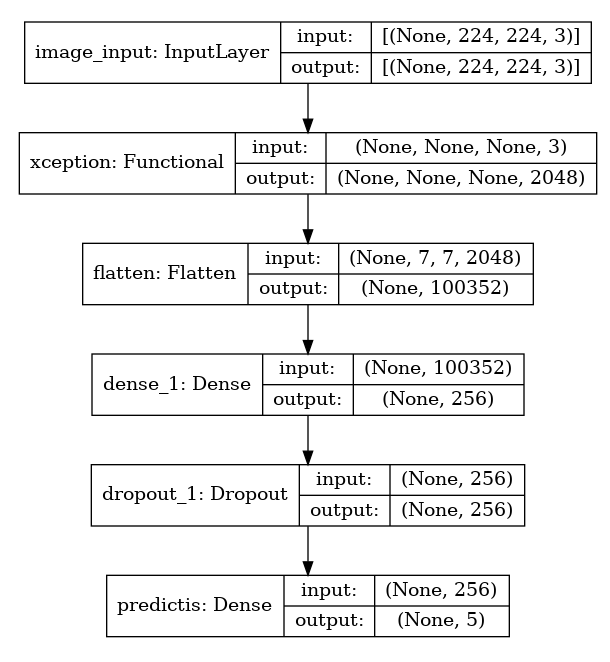 image_input: InputLayer
input: [(None, 224, 224, 3)]
output: [(None, 224, 224, 3)]
xception: Functional
input: (None, None, None, 3)
output: (None, None, None, 2048)
flatten: Flatten
input: (None, 7, 7, 2048)
output: (None, 100352)
dense_1: Dense
input: (None, 100352)
output: (None, 256)
dropout_1: Dropout
input: (None, 256)
output: (None, 256)
predictis: Dense
input: (None, 256)
output: (None, 5)